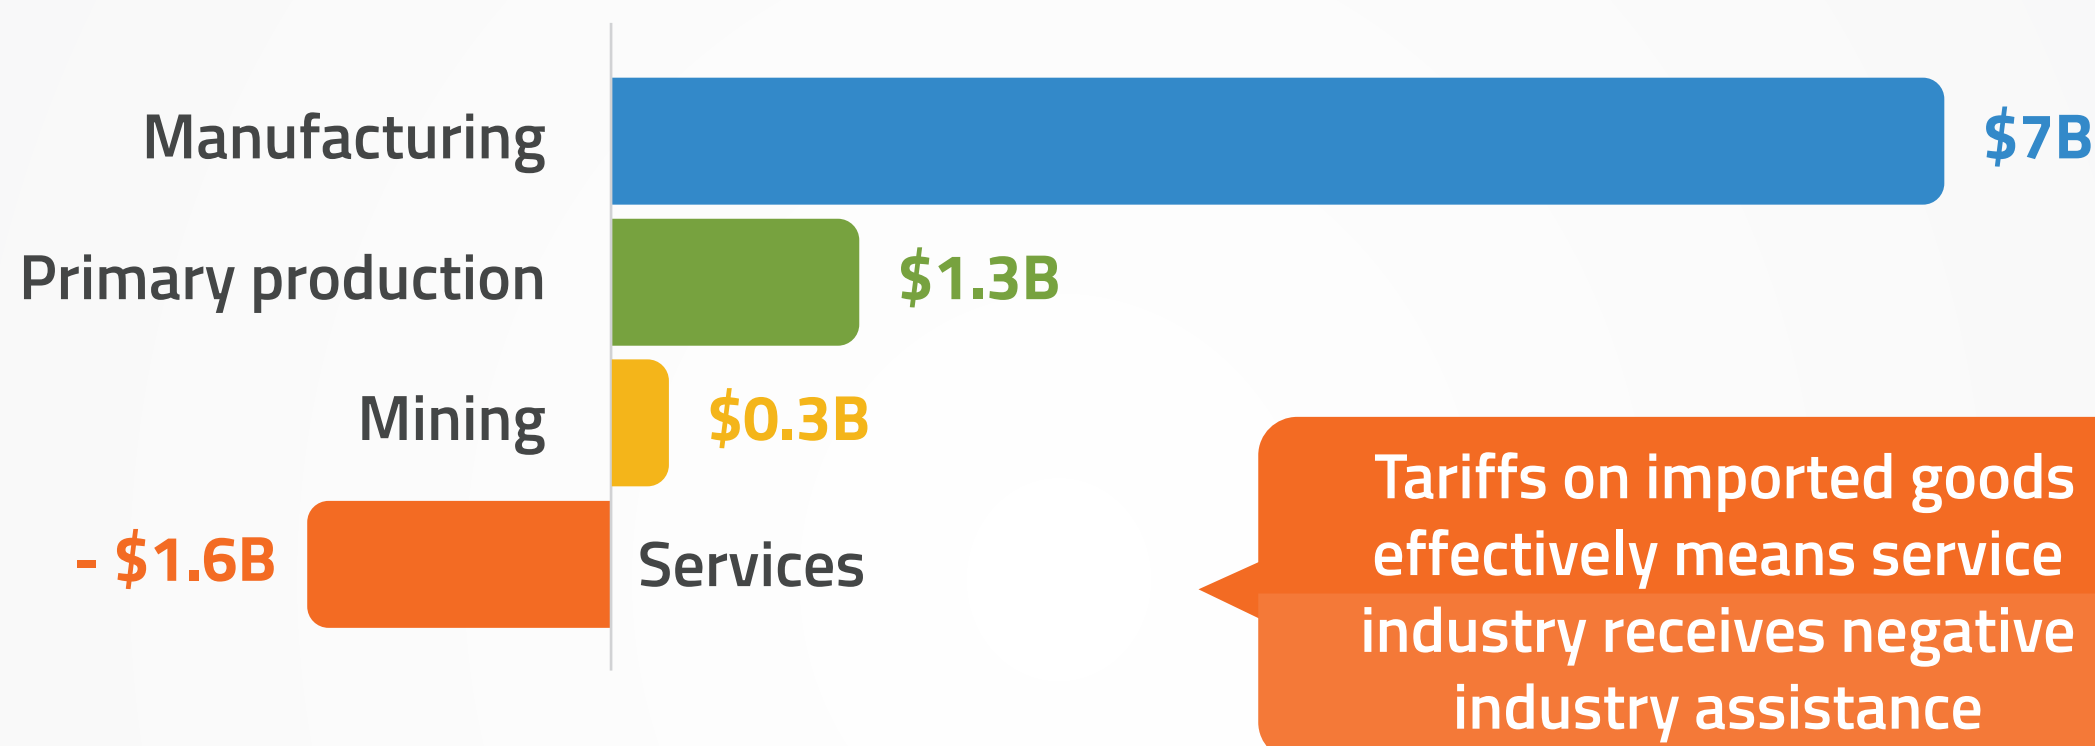 Manufacturing $7B
Primary production $1.3B
Mining $0.3B
- $1.6B Services
Tariffs on imported goods
effectively means service
industry receives negative
industry assistance